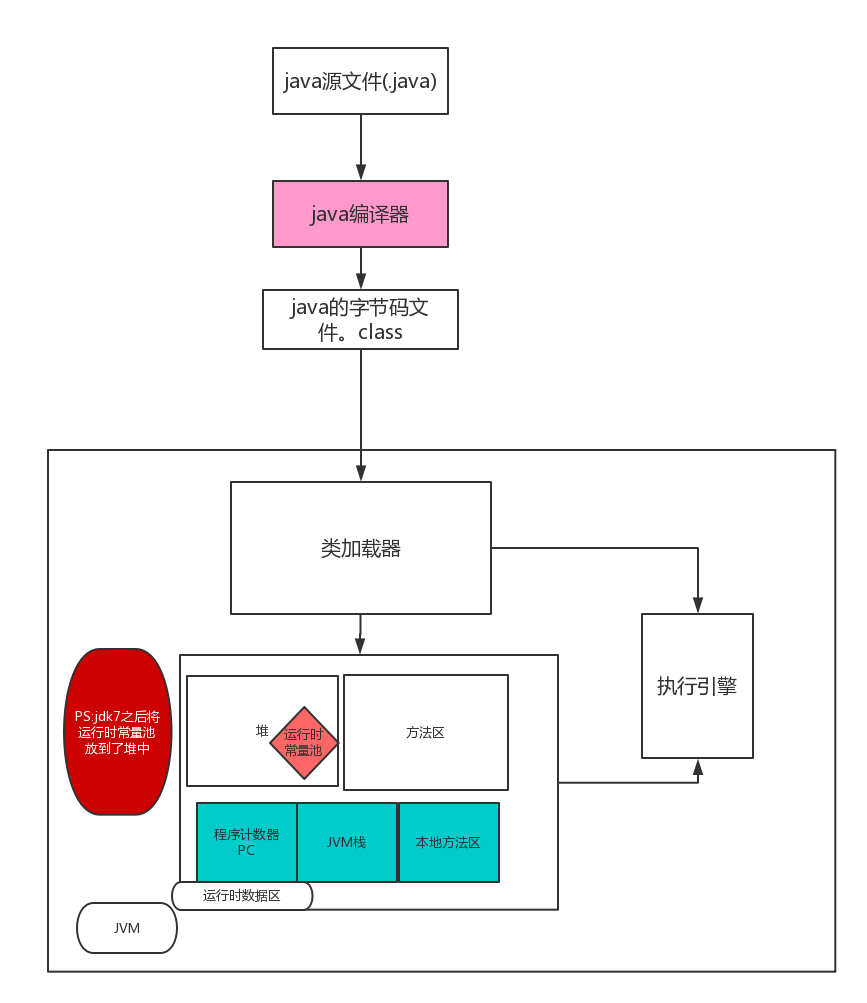 java源文件(.java)
java编译器
java的字节码文
件。class
类加载器
执行引擎
PS:jdk7之后将
运行时常量池
放到了堆中
堆
运行时
常量池
方法区
程序计数器
PC
JVM栈
本地方法区
运行时数据区
JVM